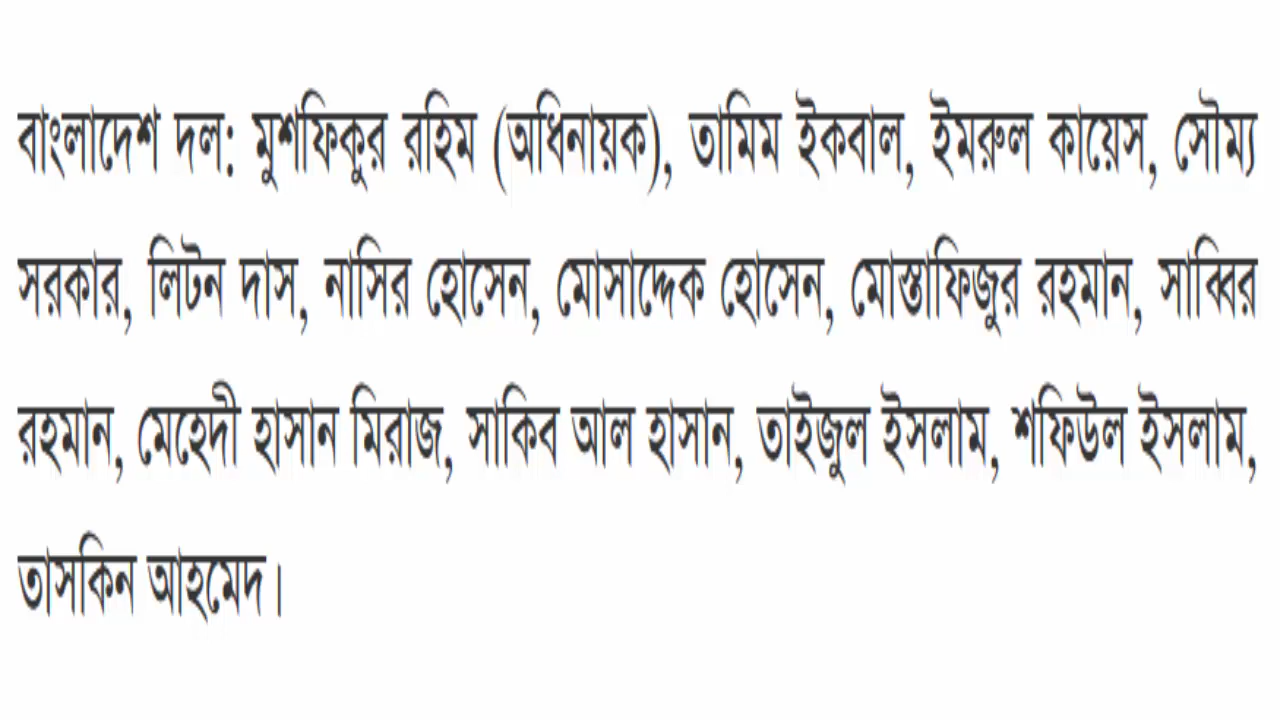 বাংলাদেশ দল: মুশফিকুর রহিম (অধিনায়ক), তামিম ইকবাল, ইমরুল কায়েস, সৌম্য
সরকার, লিটন দাস, নাসির হোসেন, মোসাদ্দেক হোসেন, মোস্তাফিজুর রহমান, সাব্বির
রহমান, মেহেদী হাসান মিরাজ, সাকিব আল হাসান, তাইজুল ইসলাম, শফিউল ইসলাম,
তাসকিন আহমেদ।